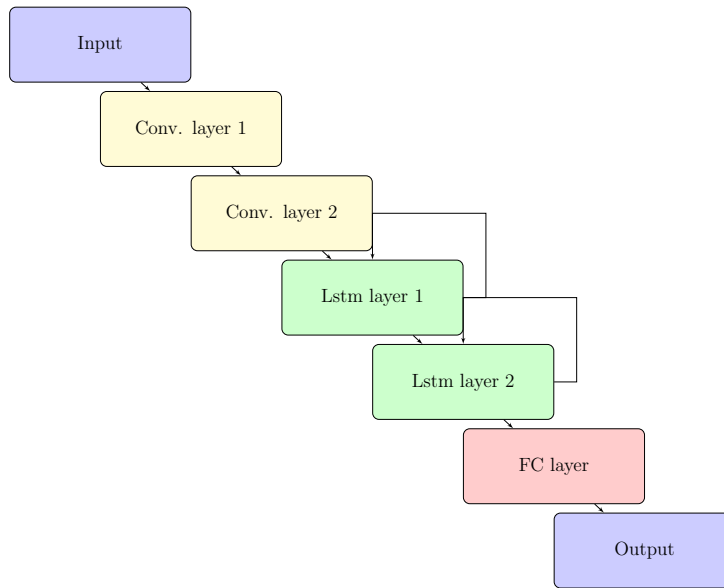 Input
Conv. layer 1
Conv. layer 2
Lstm layer 1
Lstm layer 2
FC layer
Output